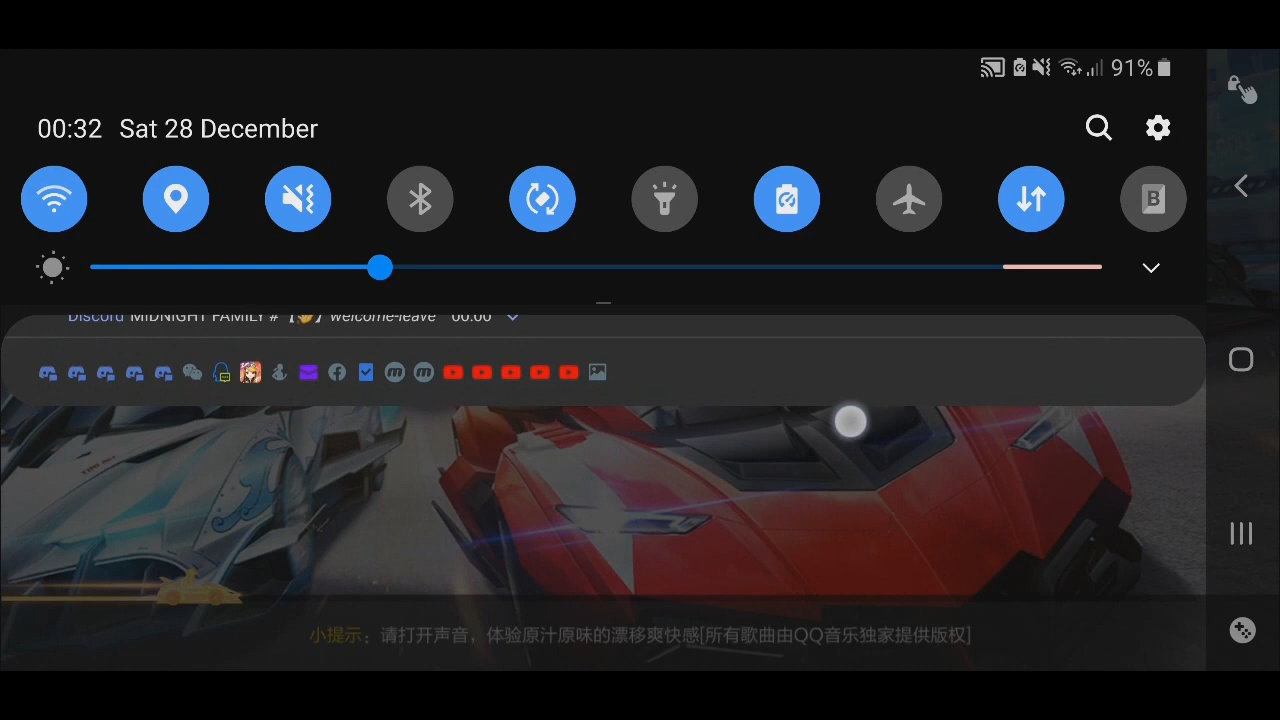 91%
00:32 Sat 28 December
B
Discord MIDNIGHT FAMILY # 【👋】 welcome-leave 00:00
小提示：请打开声音，体验原汁原味的漂移爽快感[所有歌曲由QQ音乐独家提供版权]